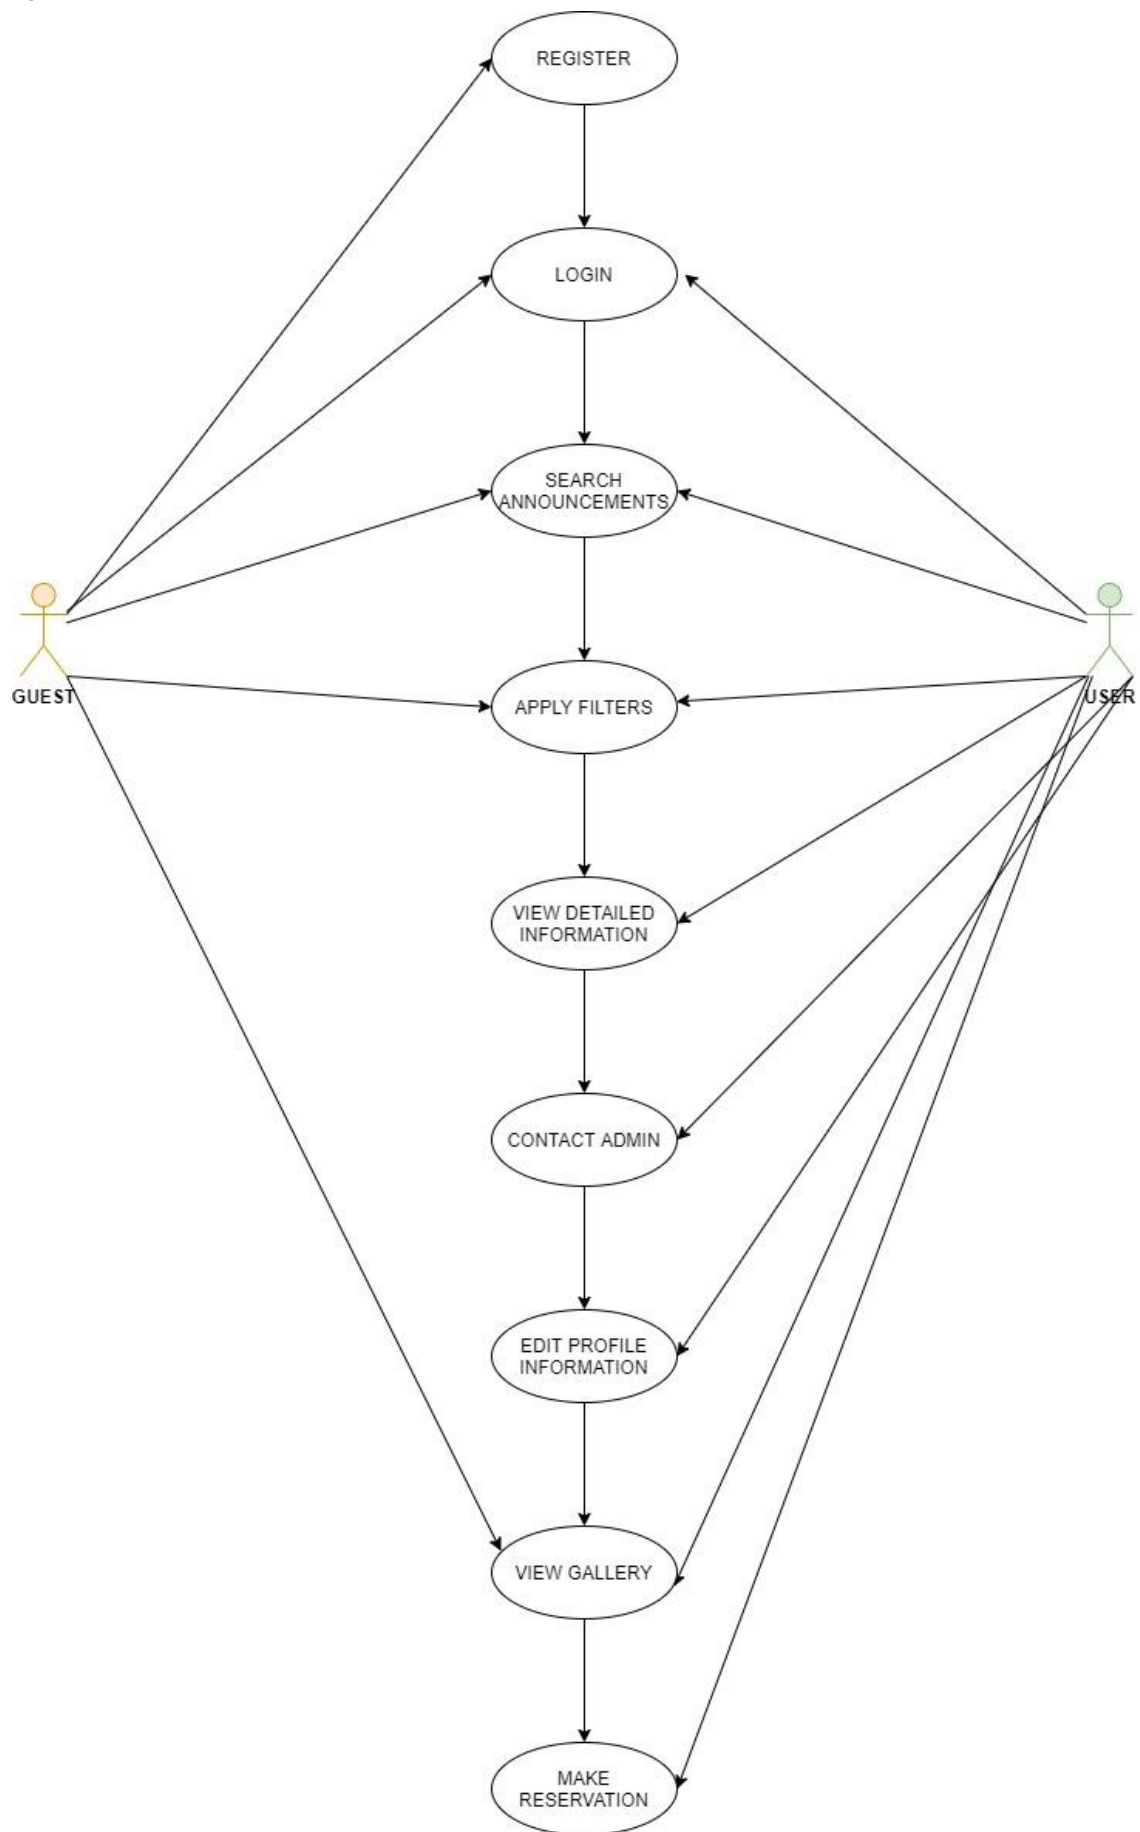 REGISTER
LOGIN
SEARCH
ANNOUNCEMENTS
GUEST
USER
APPLY FILTERS
VIEW DETAILED
INFORMATION
CONTACT ADMIN
EDIT PROFILE
INFORMATION
VIEW GALLERY
MAKE
RESERVATION